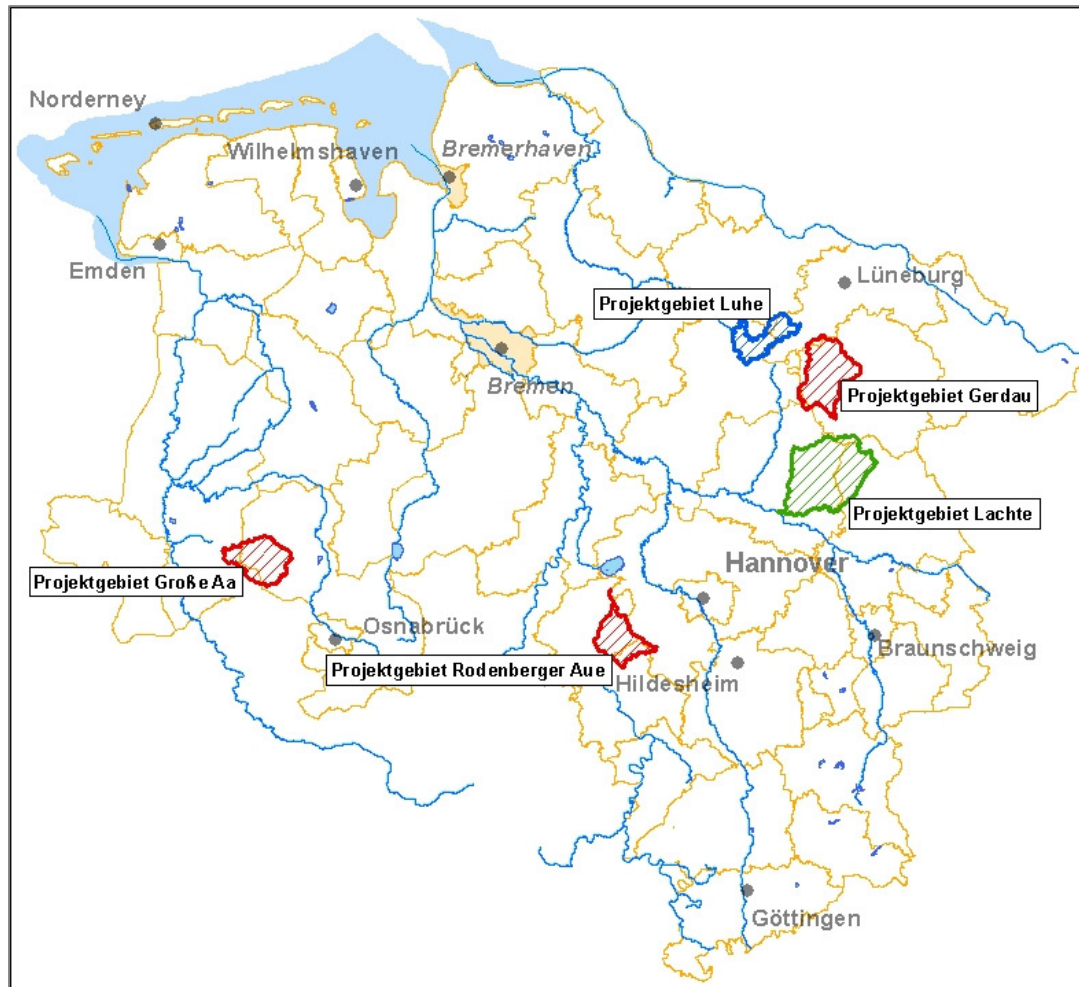 Norderney
Wilhelmshaven
Bremerhaven
Emden
Lüneburg
Projektgebiet Luhe
Bremen
Projektgebiet Gerdau
Projektgebiet Lachte
Hannover
Projektgebiet Große Aa
Osnabrück
Braunschweig
Projektgebiet Rodenberger Aue
Hildesheim
Göttingen